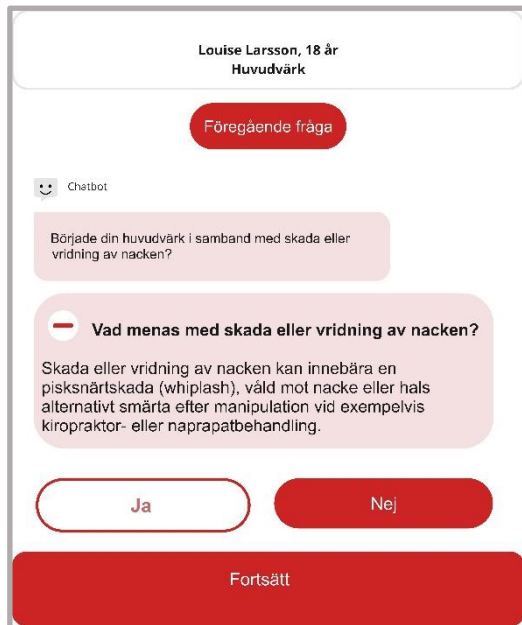 Louise Larsson, 18 år
Huvudvärk
Föregående fråga
Chatbot
Började din huvudvärk i samband med skada eller
vridning av nacken?
Vad menas med skada eller vridning av nacken?
Skada eller vridning av nacken kan innebära en
pisksnärtskada (whiplash), våld mot nacke eller hals
alternativt smärta efter manipulation vid exempelvis
kiropraktor- eller naprapatbehandling.
Ja
Nej
Fortsätt